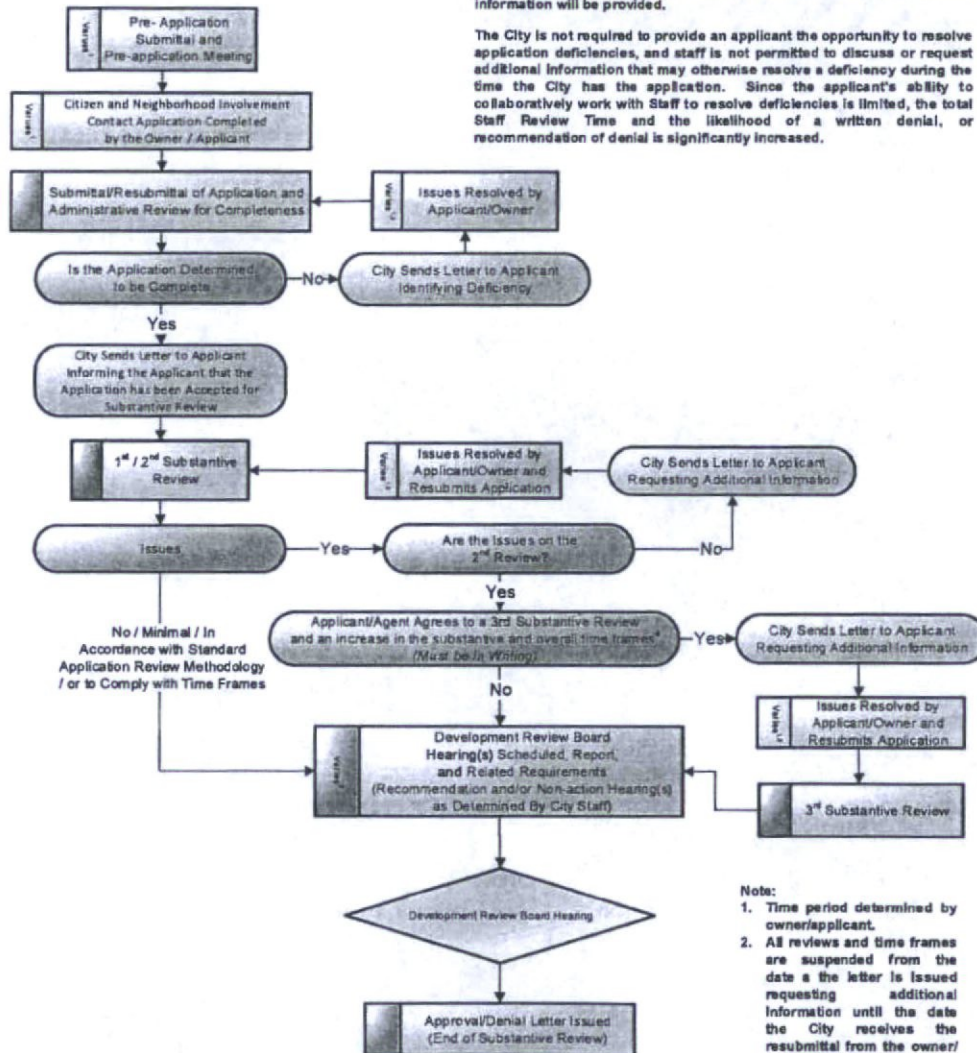 information will be provided.
The City is not required to provide an applicant the opportunity to resolve
application deficiencies, and staff is not permitted to discuss or request
additional information that may otherwise resolve a deficiency during the
time the City has the application. Since the applicant's ability to
collaboratively work with Staff to resolve deficiencies is limited, the total
Staff Review Time and the likelihood of a written denial, or
recommendation of denial is significantly increased.
Varies¹
Pre- Application
Submittal and
Pre-application Meeting
Varies¹
Citizen and Neighborhood Involvement
Contact Application Completed
by the Owner / Applicant
Submittal/Resubmittal of Application and
Administrative Review for Completeness
Varies¹,²
Issues Resolved by
Applicant/Owner
Is the Application Determined
to be Complete
No
City Sends Letter to Applicant
Identifying Deficiency
Yes
City Sends Letter to Applicant
Informing the Applicant that the
Application has been Accepted for
Substantive Review
1st / 2nd Substantive
Review
Varies¹,²
Issues Resolved by
Applicant/Owner and
Resubmits Application
City Sends Letter to Applicant
Requesting Additional Information
Issues
Yes
Are the Issues on the
2nd Review?
No
Yes
No / Minimal / In
Accordance with Standard
Application Review Methodology
/ or to Comply with Time Frames
Applicant/Agent Agrees to a 3rd Substantive Review
and an increase in the substantive and overall time frames⁴
(Must be in Writing)
Yes
City Sends Letter to Applicant
Requesting Additional Information
No
Varies¹,²
Issues Resolved by
Applicant/Owner and
Resubmits Application
Development Review Board
Hearing(s) Scheduled, Report,
and Related Requirements
(Recommendation and/or Non-action Hearing(s)
as Determined By City Staff)
3rd Substantive Review
Development Review Board Hearing
Approval/Denial Letter Issued
(End of Substantive Review)
Note:
1. Time period determined by
owner/applicant.
2. All reviews and time frames
are suspended from the
date a the letter is issued
requesting additional
information until the date
the City receives the
resubmittal from the owner/